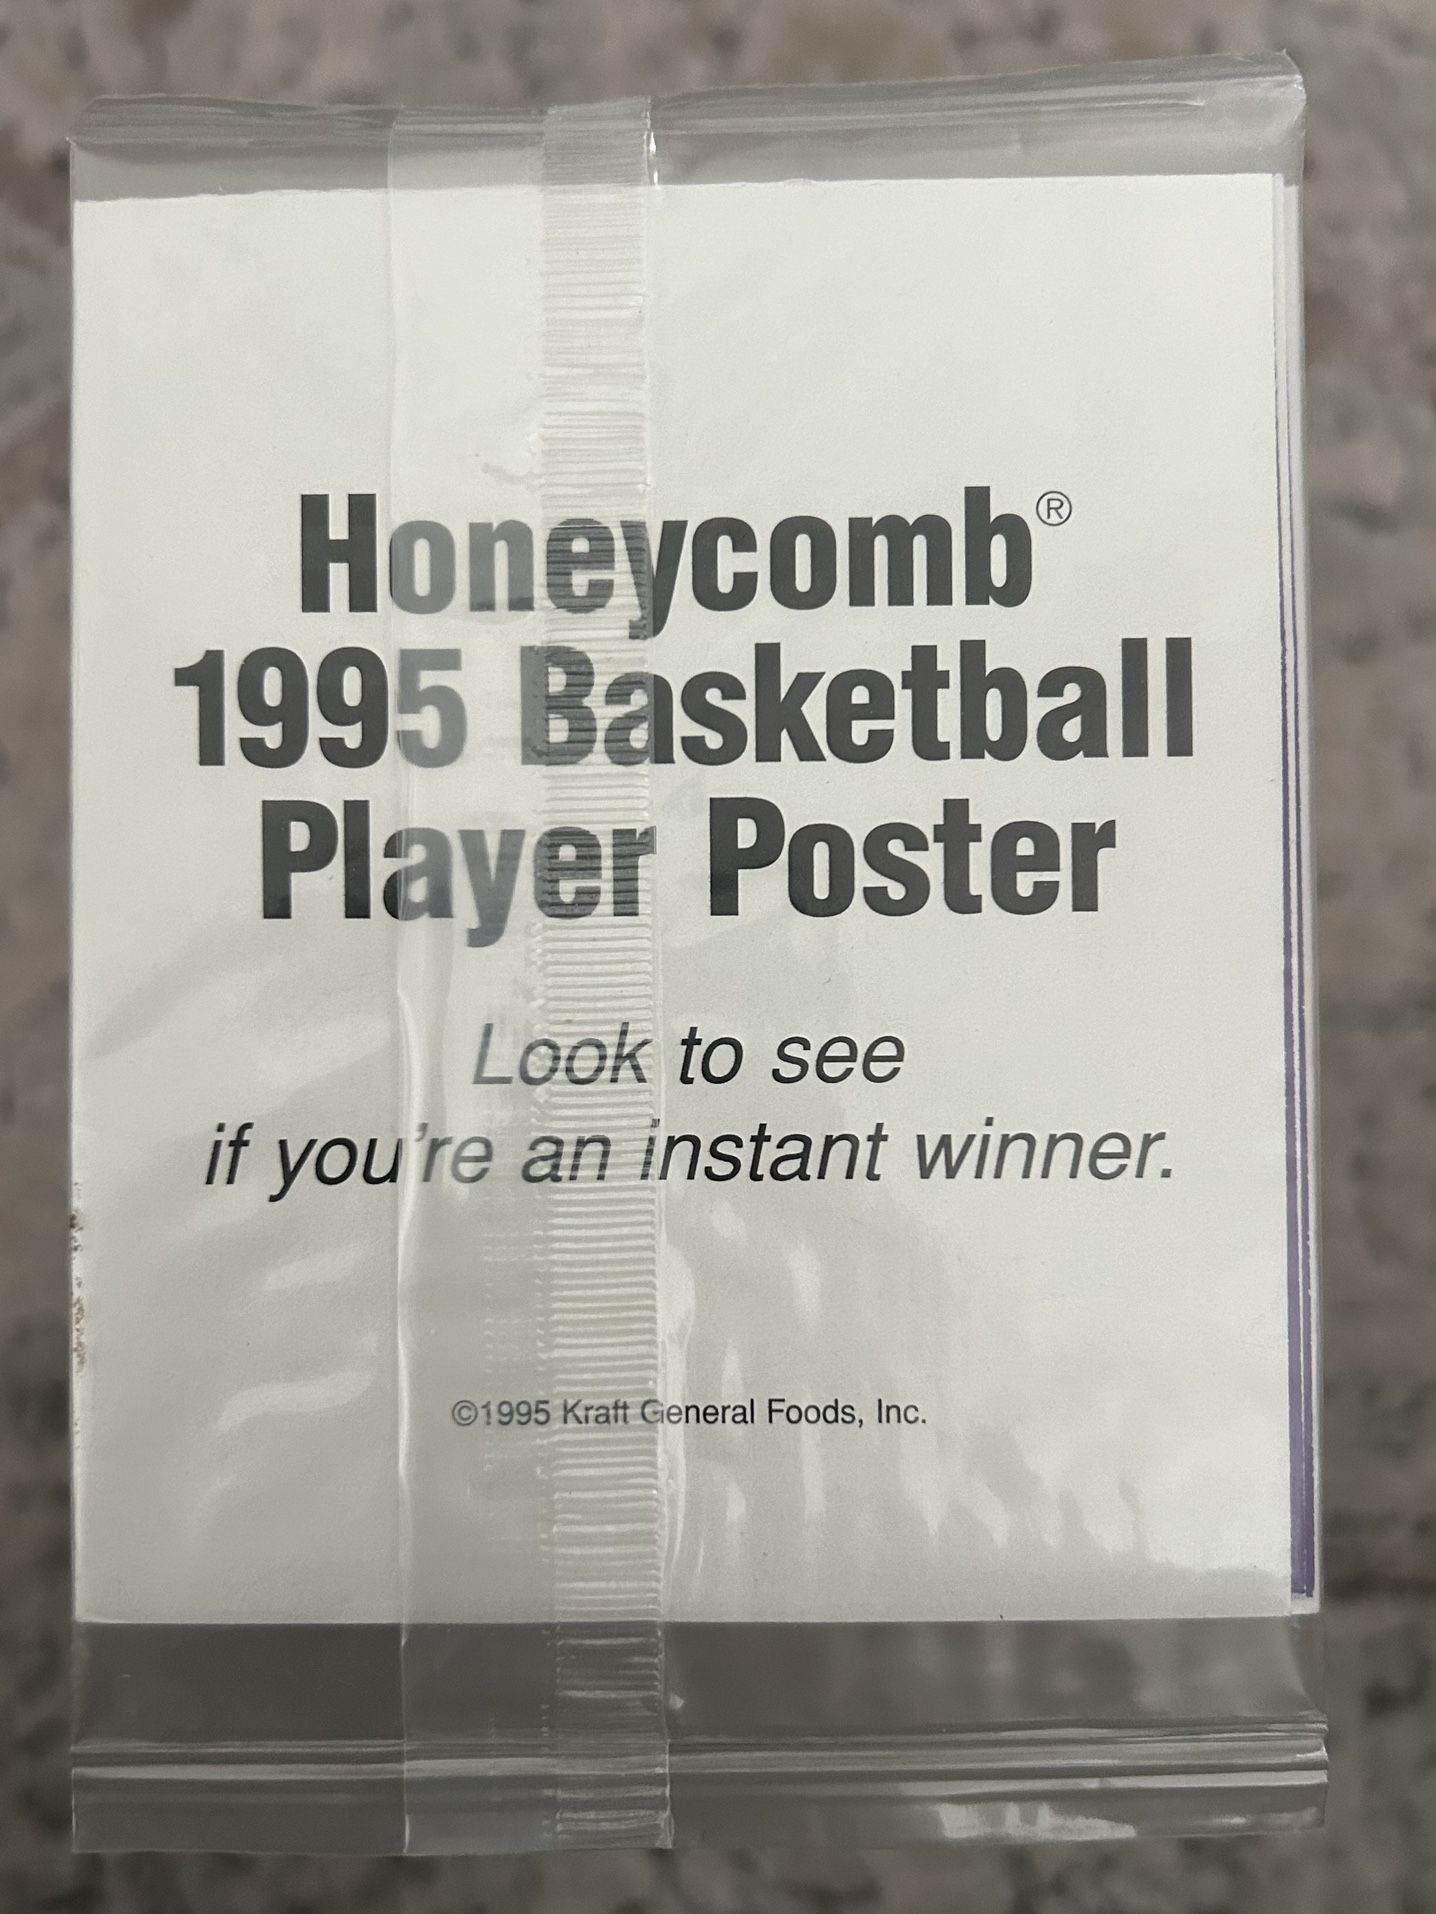 Honeycomb®
1995 Basketball
Player Poster
Look to see
if you're an instant winner.
©1995 Kraft General Foods, Inc.